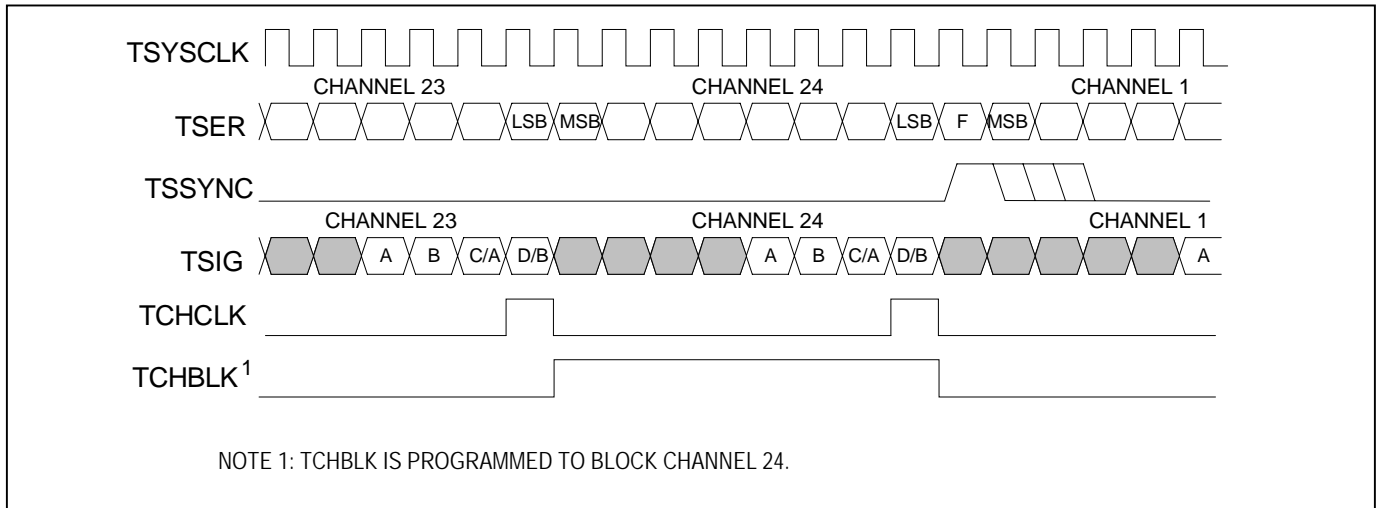 TSYSCLK
CHANNEL 23 CHANNEL 24 CHANNEL 1
TSER LSB MSB LSB F MSB
TSSYNC
CHANNEL 23 CHANNEL 24 CHANNEL 1
TSIG A B C/A D/B A B C/A D/B A
TCHCLK
TCHBLK1
NOTE 1: TCHBLK IS PROGRAMMED TO BLOCK CHANNEL 24.